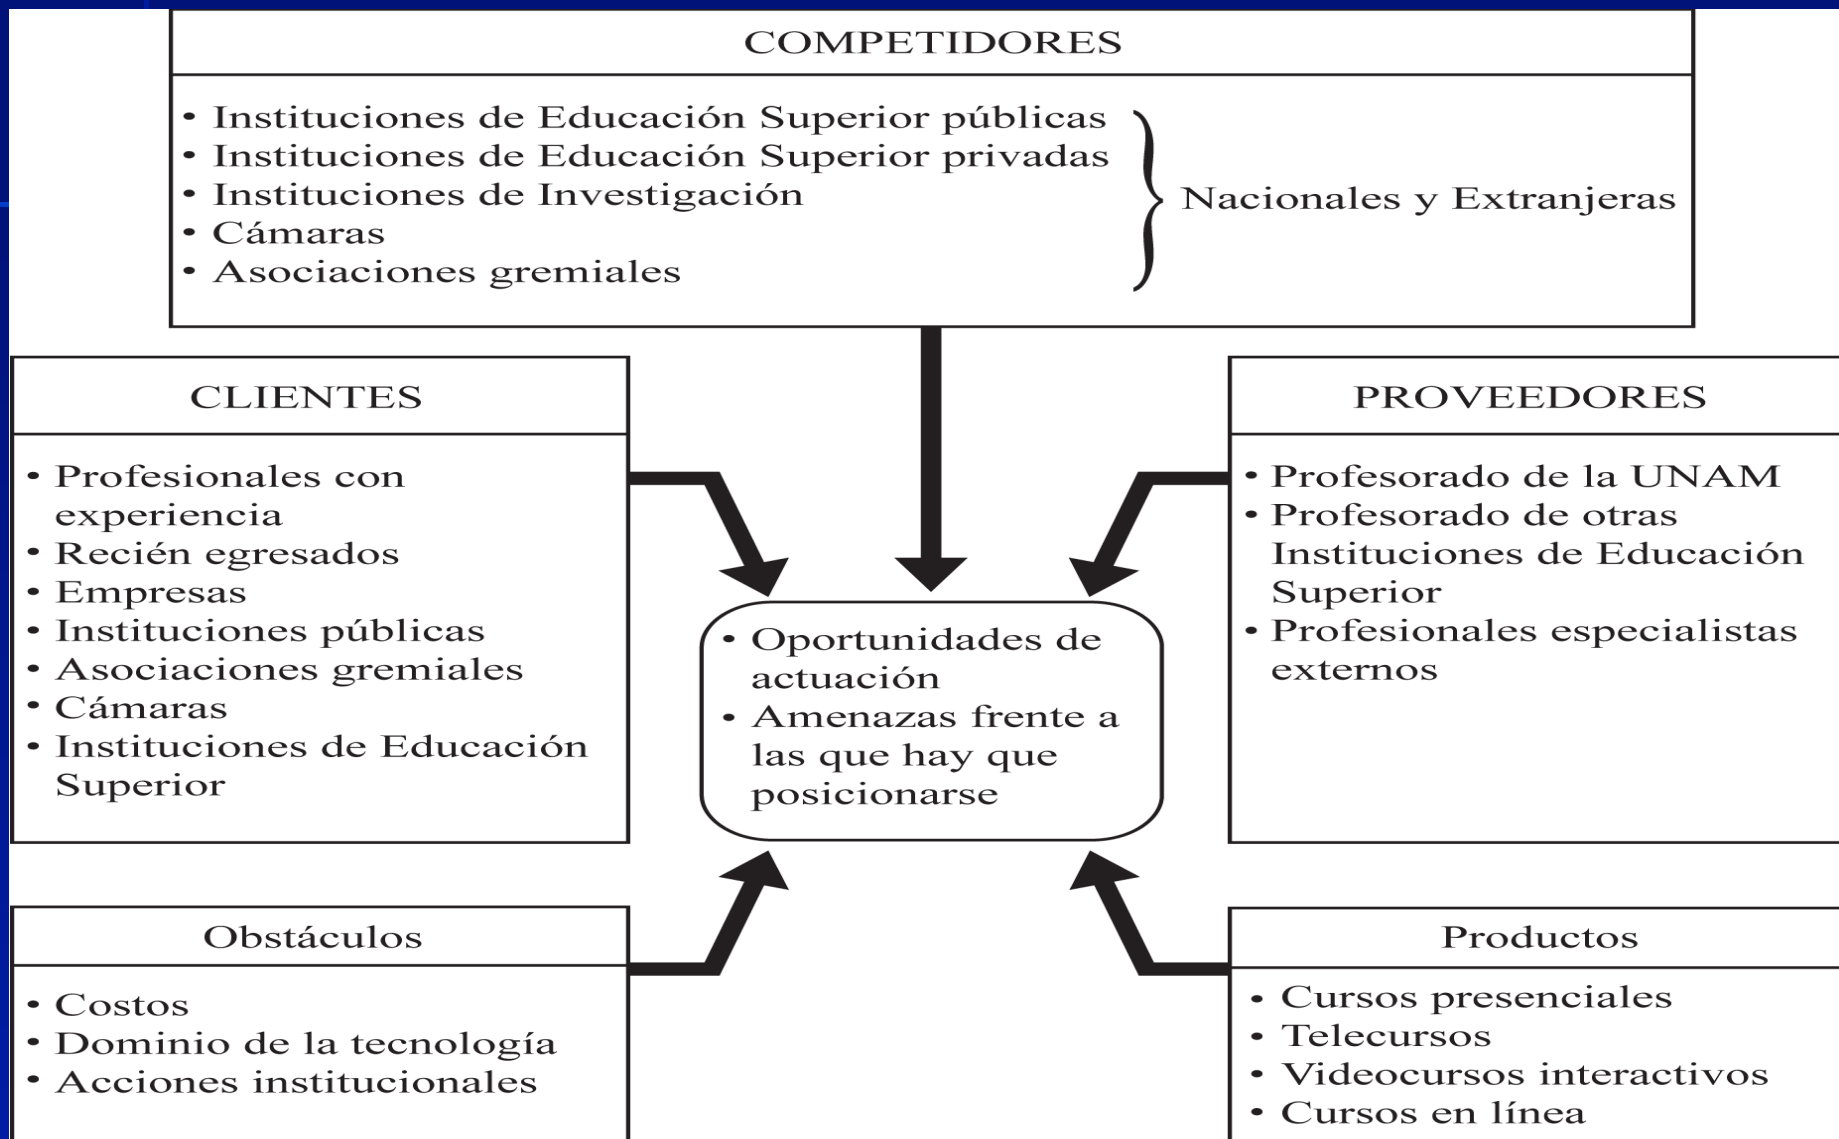 COMPETIDORES
• Instituciones de Educación Superior públicas
• Instituciones de Educación Superior privadas
• Instituciones de Investigación
• Cámaras
• Asociaciones gremiales
Nacionales y Extranjeras
CLIENTES
• Profesionales con
experiencia
• Recién egresados
• Empresas
• Instituciones públicas
• Asociaciones gremiales
• Cámaras
• Instituciones de Educación
Superior
PROVEEDORES
• Profesorado de la UNAM
• Profesorado de otras
Instituciones de Educación
Superior
• Profesionales especialistas
externos
• Oportunidades de
actuación
• Amenazas frente a
las que hay que
posicionarse
Obstáculos
• Costos
• Dominio de la tecnología
• Acciones institucionales
Productos
• Cursos presenciales
• Telecursos
• Videocursos interactivos
• Cursos en línea